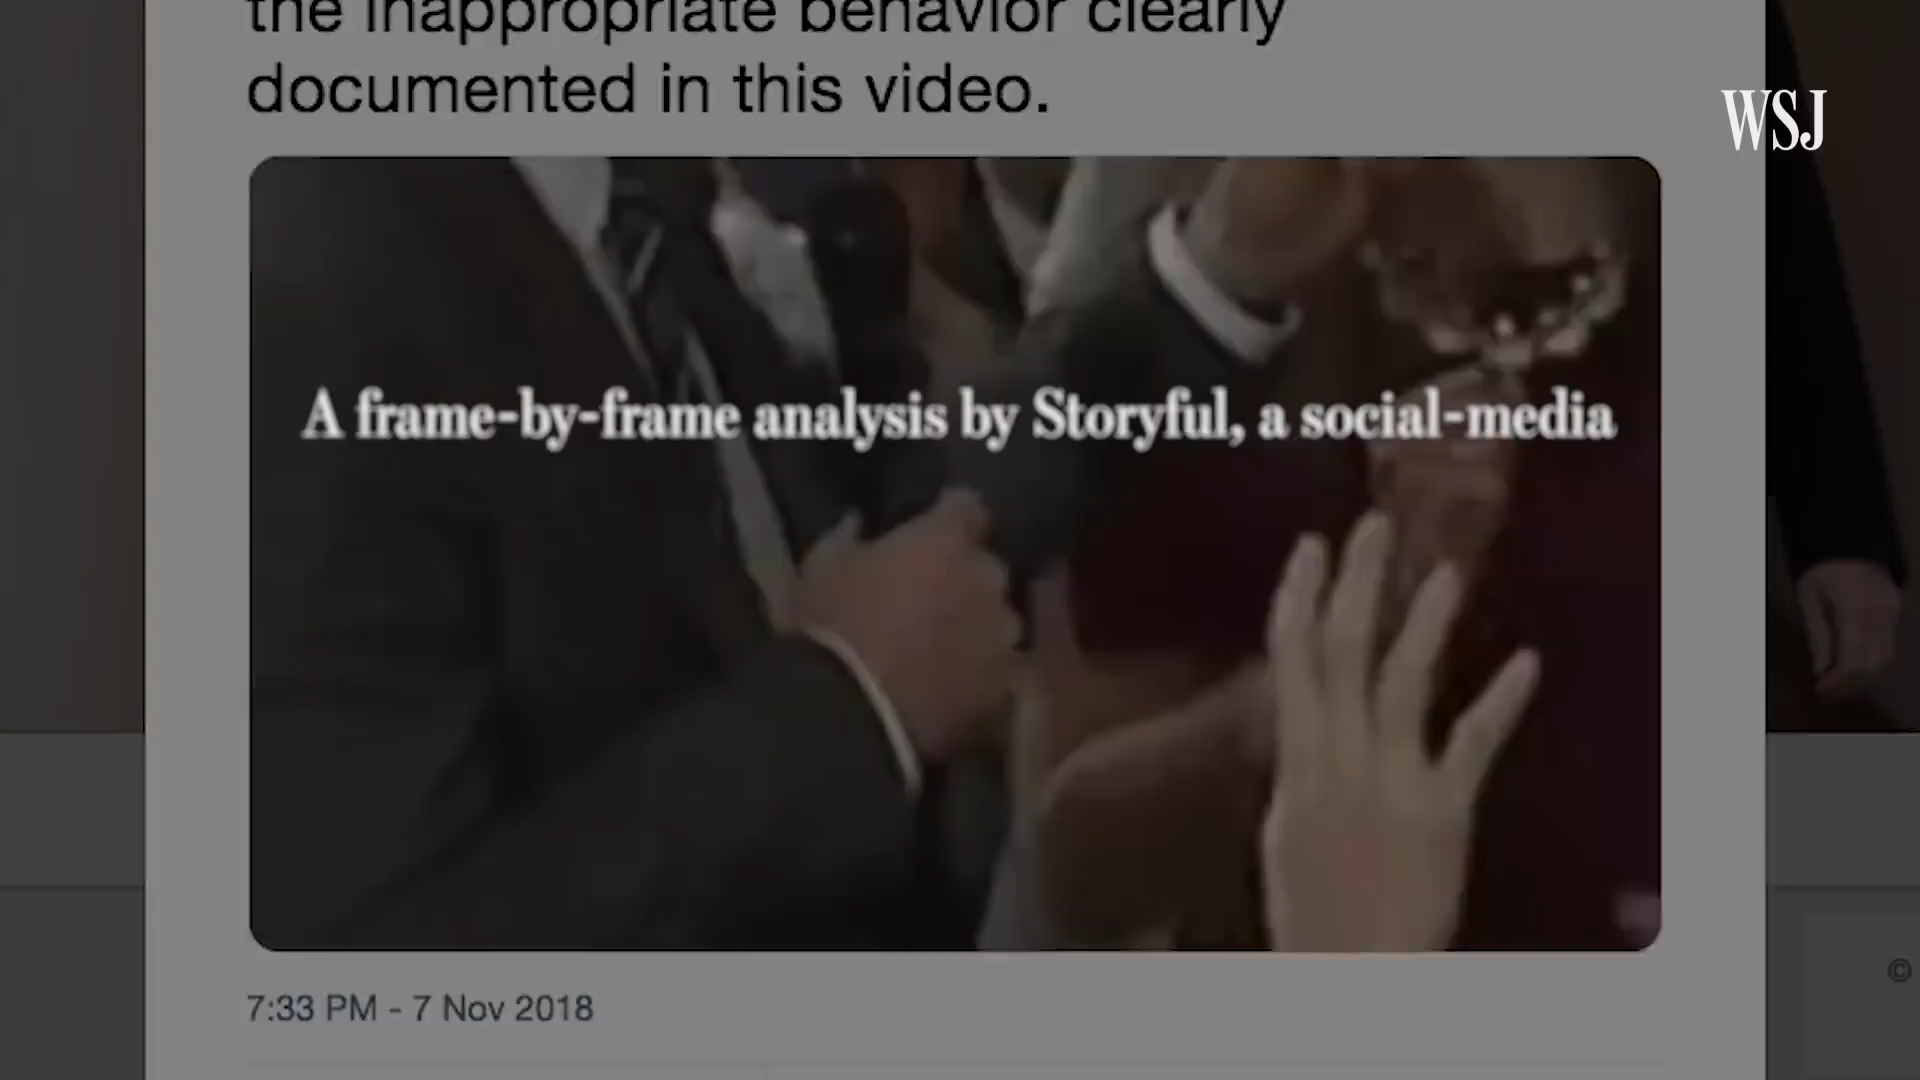 the inappropriate behavior clearly
documented in this video.
WSJ
A frame-by-frame analysis by Storyful, a social-media
7:33 PM - 7 Nov 2018
©